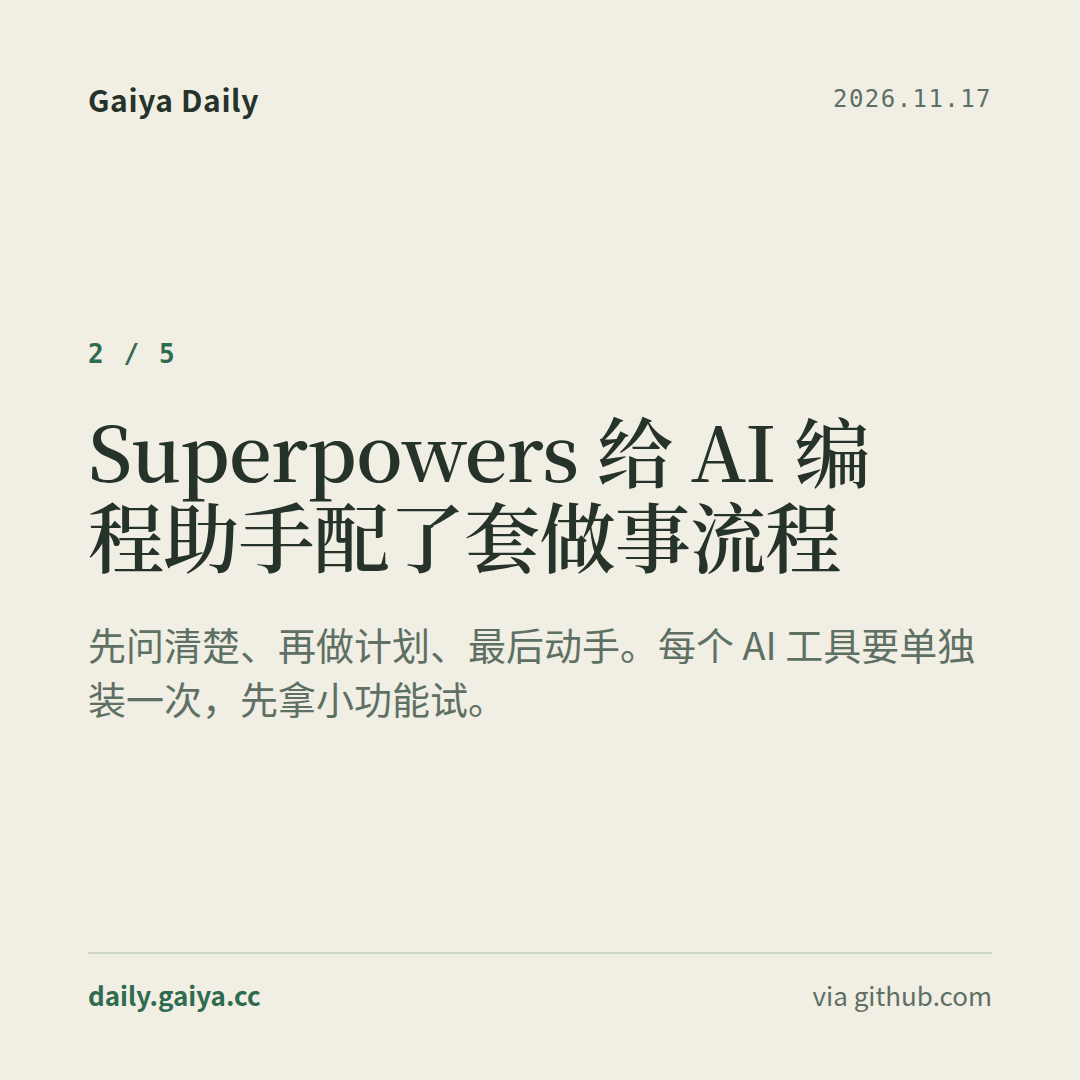 Gaiya Daily
2026.11.17
2 / 5
Superpowers 给 AI 编
程助手配了套做事流程
先问清楚、再做计划、最后动手。每个 AI 工具要单独
装一次，先拿小功能试。
daily.gaiya.cc
via github.com